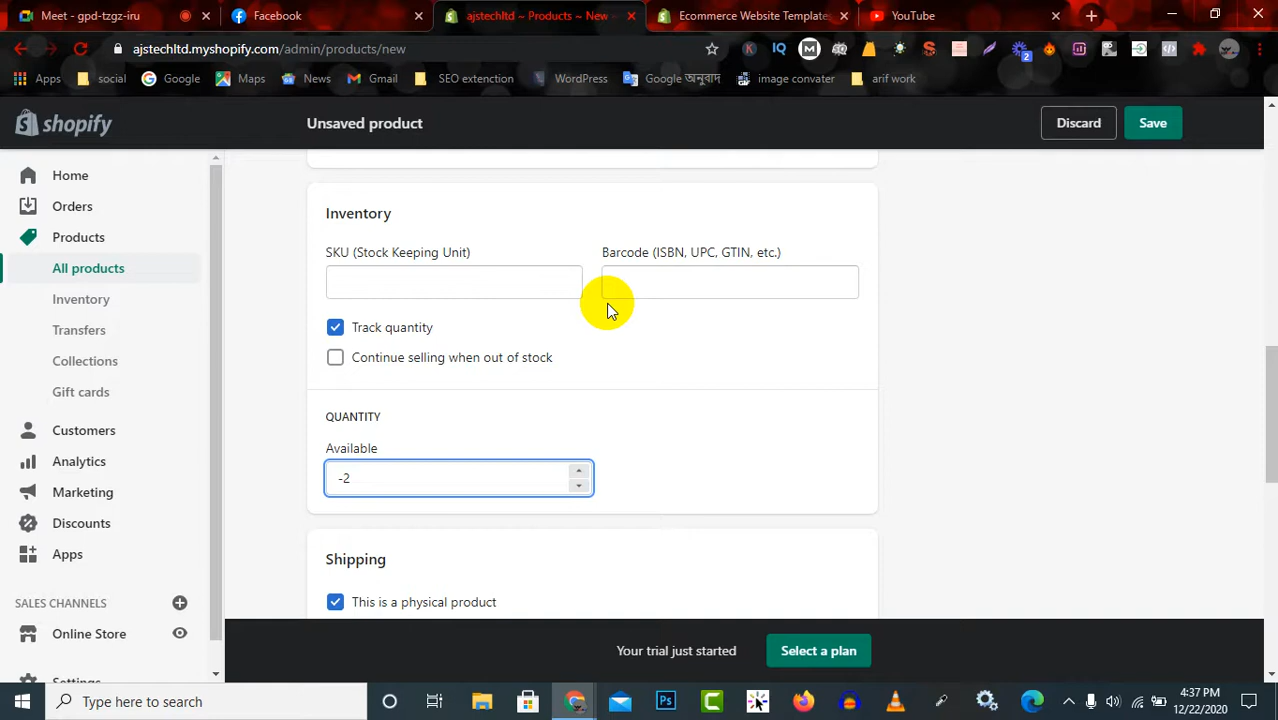 Meet - gpd-tzgz-iru
Facebook
ajstechltd ~ Products ~ New
Ecommerce Website Templates
YouTube
ajstechltd.myshopify.com/admin/products/new
Apps
social
Google
Maps
News
Gmail
SEO extention
WordPress
Google অনুবাদ
image convater
arif work
shopify
Unsaved product
Discard
Save
Home
Orders
Products
All products
Inventory
Transfers
Collections
Gift cards
Customers
Analytics
Marketing
Discounts
Apps
SALES CHANNELS
Online Store
Settings
Inventory
SKU (Stock Keeping Unit)
Barcode (ISBN, UPC, GTIN, etc.)
Track quantity
Continue selling when out of stock
QUANTITY
Available
-2
Shipping
This is a physical product
Your trial just started
Select a plan
Type here to search
4:37 PM
12/22/2020